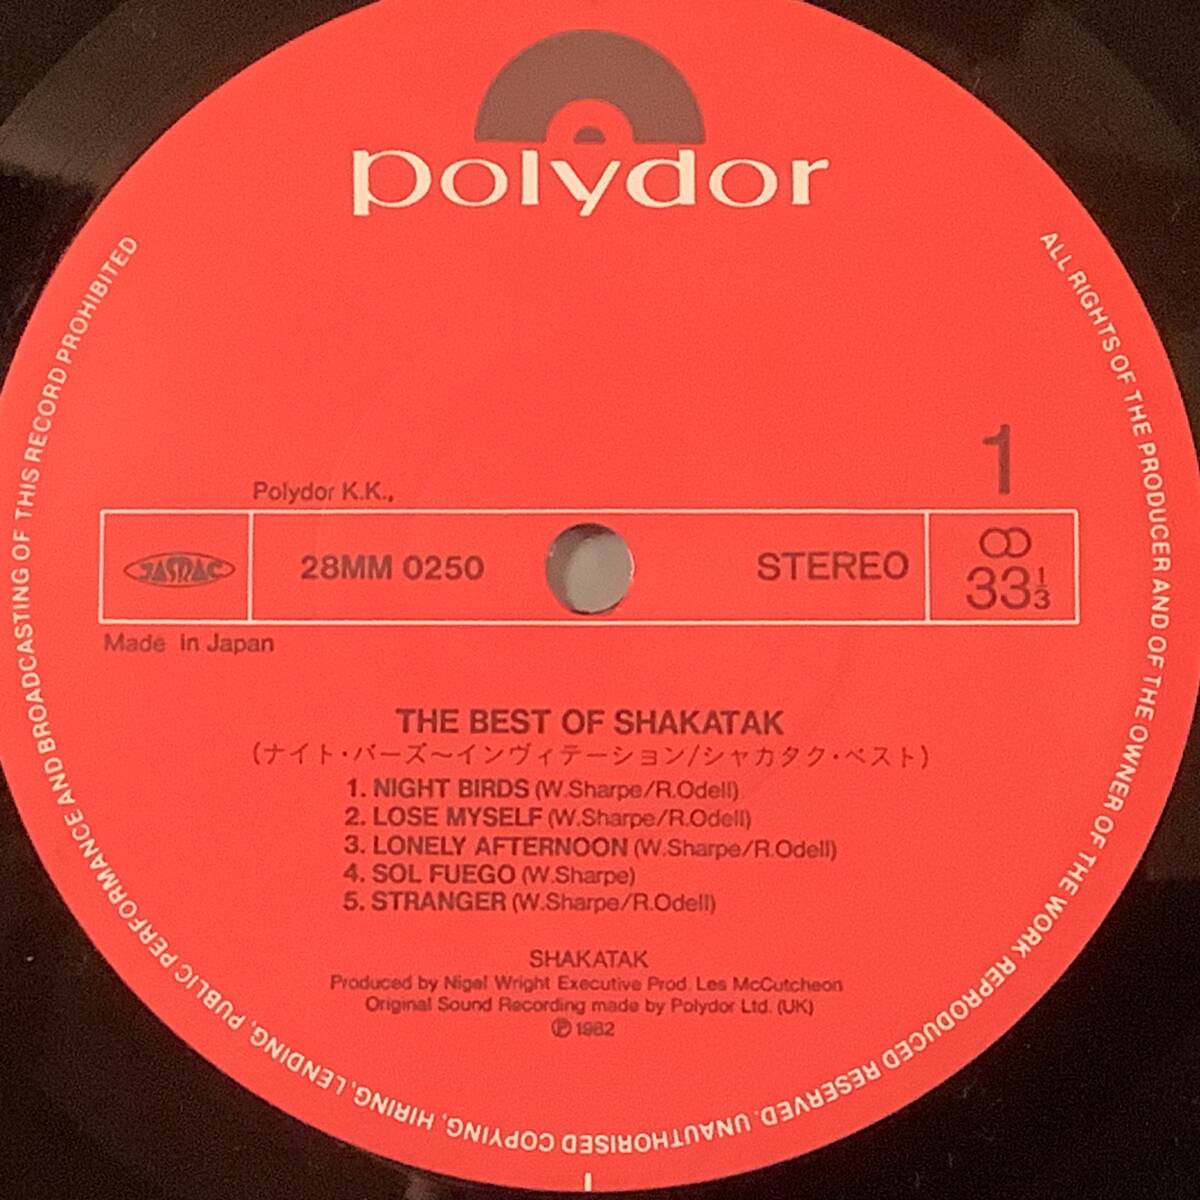 polydor
ALL RIGHTS OF THE PRODUCER AND OF THE OWNER OF THE WORK REPRODUCED RESERVED. UNAUTHORISED COPYING, HIRING, LENDING, PUBLIC PERFORMANCE AND BROADCASTING OF THIS RECORD PROHIBITED
1
Polydor K.K.,
JASRAC 28MM 0250 STEREO 33 1/3
Made in Japan
THE BEST OF SHAKATAK
(ナイト・バーズ～インヴィテーション/シャカタク・ベスト)
1. NIGHT BIRDS (W.Sharpe/R.Odell)
2. LOSE MYSELF (W.Sharpe/R.Odell)
3. LONELY AFTERNOON (W.Sharpe/R.Odell)
4. SOL FUEGO (W.Sharpe)
5. STRANGER (W.Sharpe/R.Odell)
SHAKATAK
Produced by Nigel Wright Executive Prod. Les McCutcheon
Original Sound Recording made by Polydor Ltd. (UK)
℗ 1982